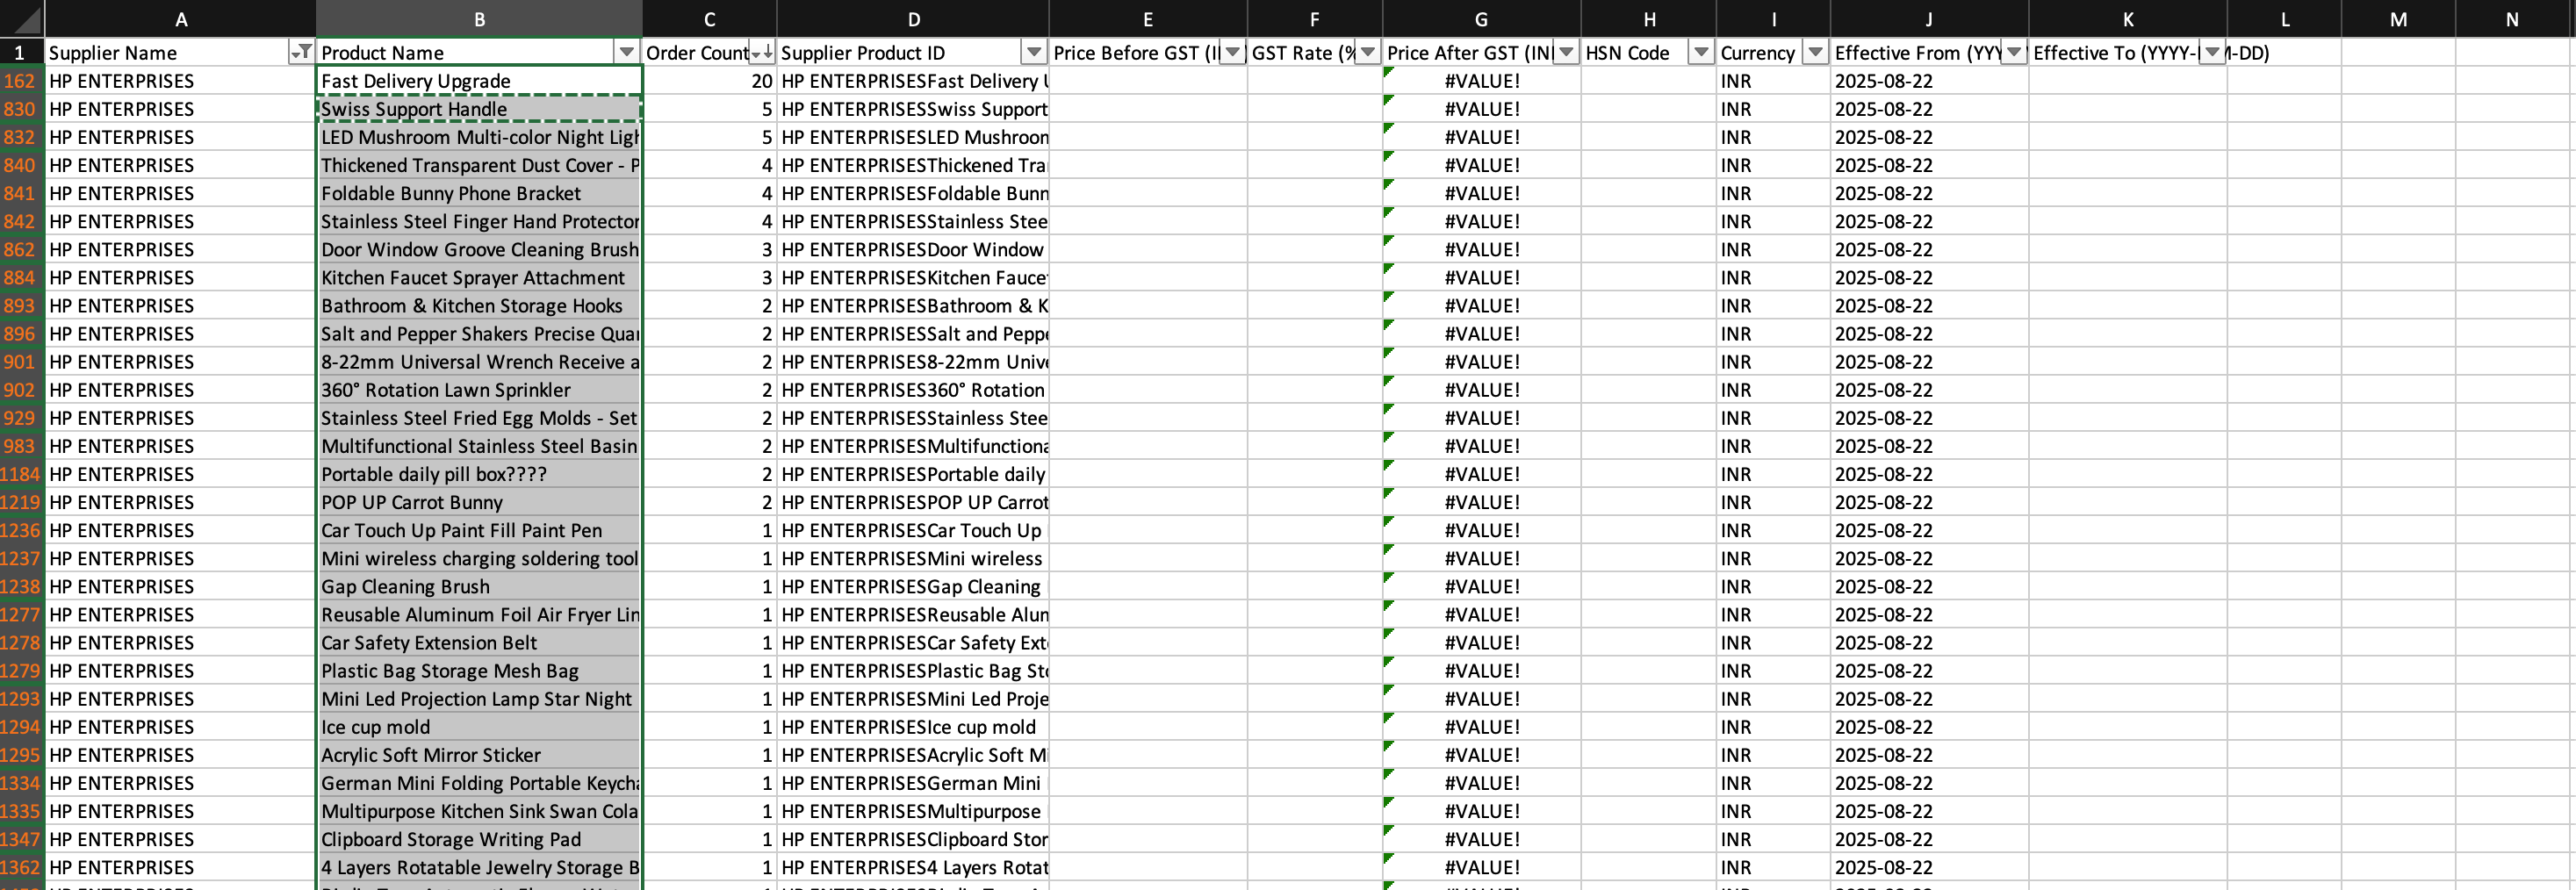 A B C D E F G H I J K L M N
1 Supplier Name Product Name Order Count Supplier Product ID Price Before GST (I GST Rate (% Price After GST (IN HSN Code Currency Effective From (YYY Effective To (YYYY- M-DD)
162 HP ENTERPRISES Fast Delivery Upgrade 20 HP ENTERPRISESFast Delivery #VALUE! INR 2025-08-22
830 HP ENTERPRISES Swiss Support Handle 5 HP ENTERPRISESSwiss Support #VALUE! INR 2025-08-22
832 HP ENTERPRISES LED Mushroom Multi-color Night Ligh 5 HP ENTERPRISESLED Mushroon #VALUE! INR 2025-08-22
840 HP ENTERPRISES Thickened Transparent Dust Cover - P 4 HP ENTERPRISESThickened Tra #VALUE! INR 2025-08-22
841 HP ENTERPRISES Foldable Bunny Phone Bracket 4 HP ENTERPRISESFoldable Bunn #VALUE! INR 2025-08-22
842 HP ENTERPRISES Stainless Steel Finger Hand Protector 4 HP ENTERPRISESStainless Stee #VALUE! INR 2025-08-22
862 HP ENTERPRISES Door Window Groove Cleaning Brush 3 HP ENTERPRISESDoor Window #VALUE! INR 2025-08-22
884 HP ENTERPRISES Kitchen Faucet Sprayer Attachment 3 HP ENTERPRISESKitchen Fauce #VALUE! INR 2025-08-22
893 HP ENTERPRISES Bathroom & Kitchen Storage Hooks 2 HP ENTERPRISESBathroom & K #VALUE! INR 2025-08-22
896 HP ENTERPRISES Salt and Pepper Shakers Precise Qua 2 HP ENTERPRISESSalt and Peppe #VALUE! INR 2025-08-22
901 HP ENTERPRISES 8-22mm Universal Wrench Receive a 2 HP ENTERPRISES8-22mm Unive #VALUE! INR 2025-08-22
902 HP ENTERPRISES 360° Rotation Lawn Sprinkler 2 HP ENTERPRISES360° Rotation #VALUE! INR 2025-08-22
929 HP ENTERPRISES Stainless Steel Fried Egg Molds - Set 2 HP ENTERPRISESStainless Stee #VALUE! INR 2025-08-22
983 HP ENTERPRISES Multifunctional Stainless Steel Basin 2 HP ENTERPRISESMultifunctiona #VALUE! INR 2025-08-22
1184 HP ENTERPRISES Portable daily pill box???? 2 HP ENTERPRISESPortable daily #VALUE! INR 2025-08-22
1219 HP ENTERPRISES POP UP Carrot Bunny 2 HP ENTERPRISESPOP UP Carrot #VALUE! INR 2025-08-22
1236 HP ENTERPRISES Car Touch Up Paint Fill Paint Pen 1 HP ENTERPRISESCar Touch Up #VALUE! INR 2025-08-22
1237 HP ENTERPRISES Mini wireless charging soldering tool 1 HP ENTERPRISESMini wireless #VALUE! INR 2025-08-22
1238 HP ENTERPRISES Gap Cleaning Brush 1 HP ENTERPRISESGap Cleaning #VALUE! INR 2025-08-22
1277 HP ENTERPRISES Reusable Aluminum Foil Air Fryer Lin 1 HP ENTERPRISESReusable Alun #VALUE! INR 2025-08-22
1278 HP ENTERPRISES Car Safety Extension Belt 1 HP ENTERPRISESCar Safety Ext #VALUE! INR 2025-08-22
1279 HP ENTERPRISES Plastic Bag Storage Mesh Bag 1 HP ENTERPRISESPlastic Bag Sto #VALUE! INR 2025-08-22
1293 HP ENTERPRISES Mini Led Projection Lamp Star Night 1 HP ENTERPRISESMini Led Proje #VALUE! INR 2025-08-22
1294 HP ENTERPRISES Ice cup mold 1 HP ENTERPRISESIce cup mold #VALUE! INR 2025-08-22
1295 HP ENTERPRISES Acrylic Soft Mirror Sticker 1 HP ENTERPRISESAcrylic Soft Mi #VALUE! INR 2025-08-22
1334 HP ENTERPRISES German Mini Folding Portable Keycha 1 HP ENTERPRISESGerman Mini #VALUE! INR 2025-08-22
1335 HP ENTERPRISES Multipurpose Kitchen Sink Swan Cola 1 HP ENTERPRISESMultipurpose #VALUE! INR 2025-08-22
1347 HP ENTERPRISES Clipboard Storage Writing Pad 1 HP ENTERPRISESClipboard Stor #VALUE! INR 2025-08-22
1362 HP ENTERPRISES 4 Layers Rotatable Jewelry Storage B 1 HP ENTERPRISES4 Layers Rotat #VALUE! INR 2025-08-22